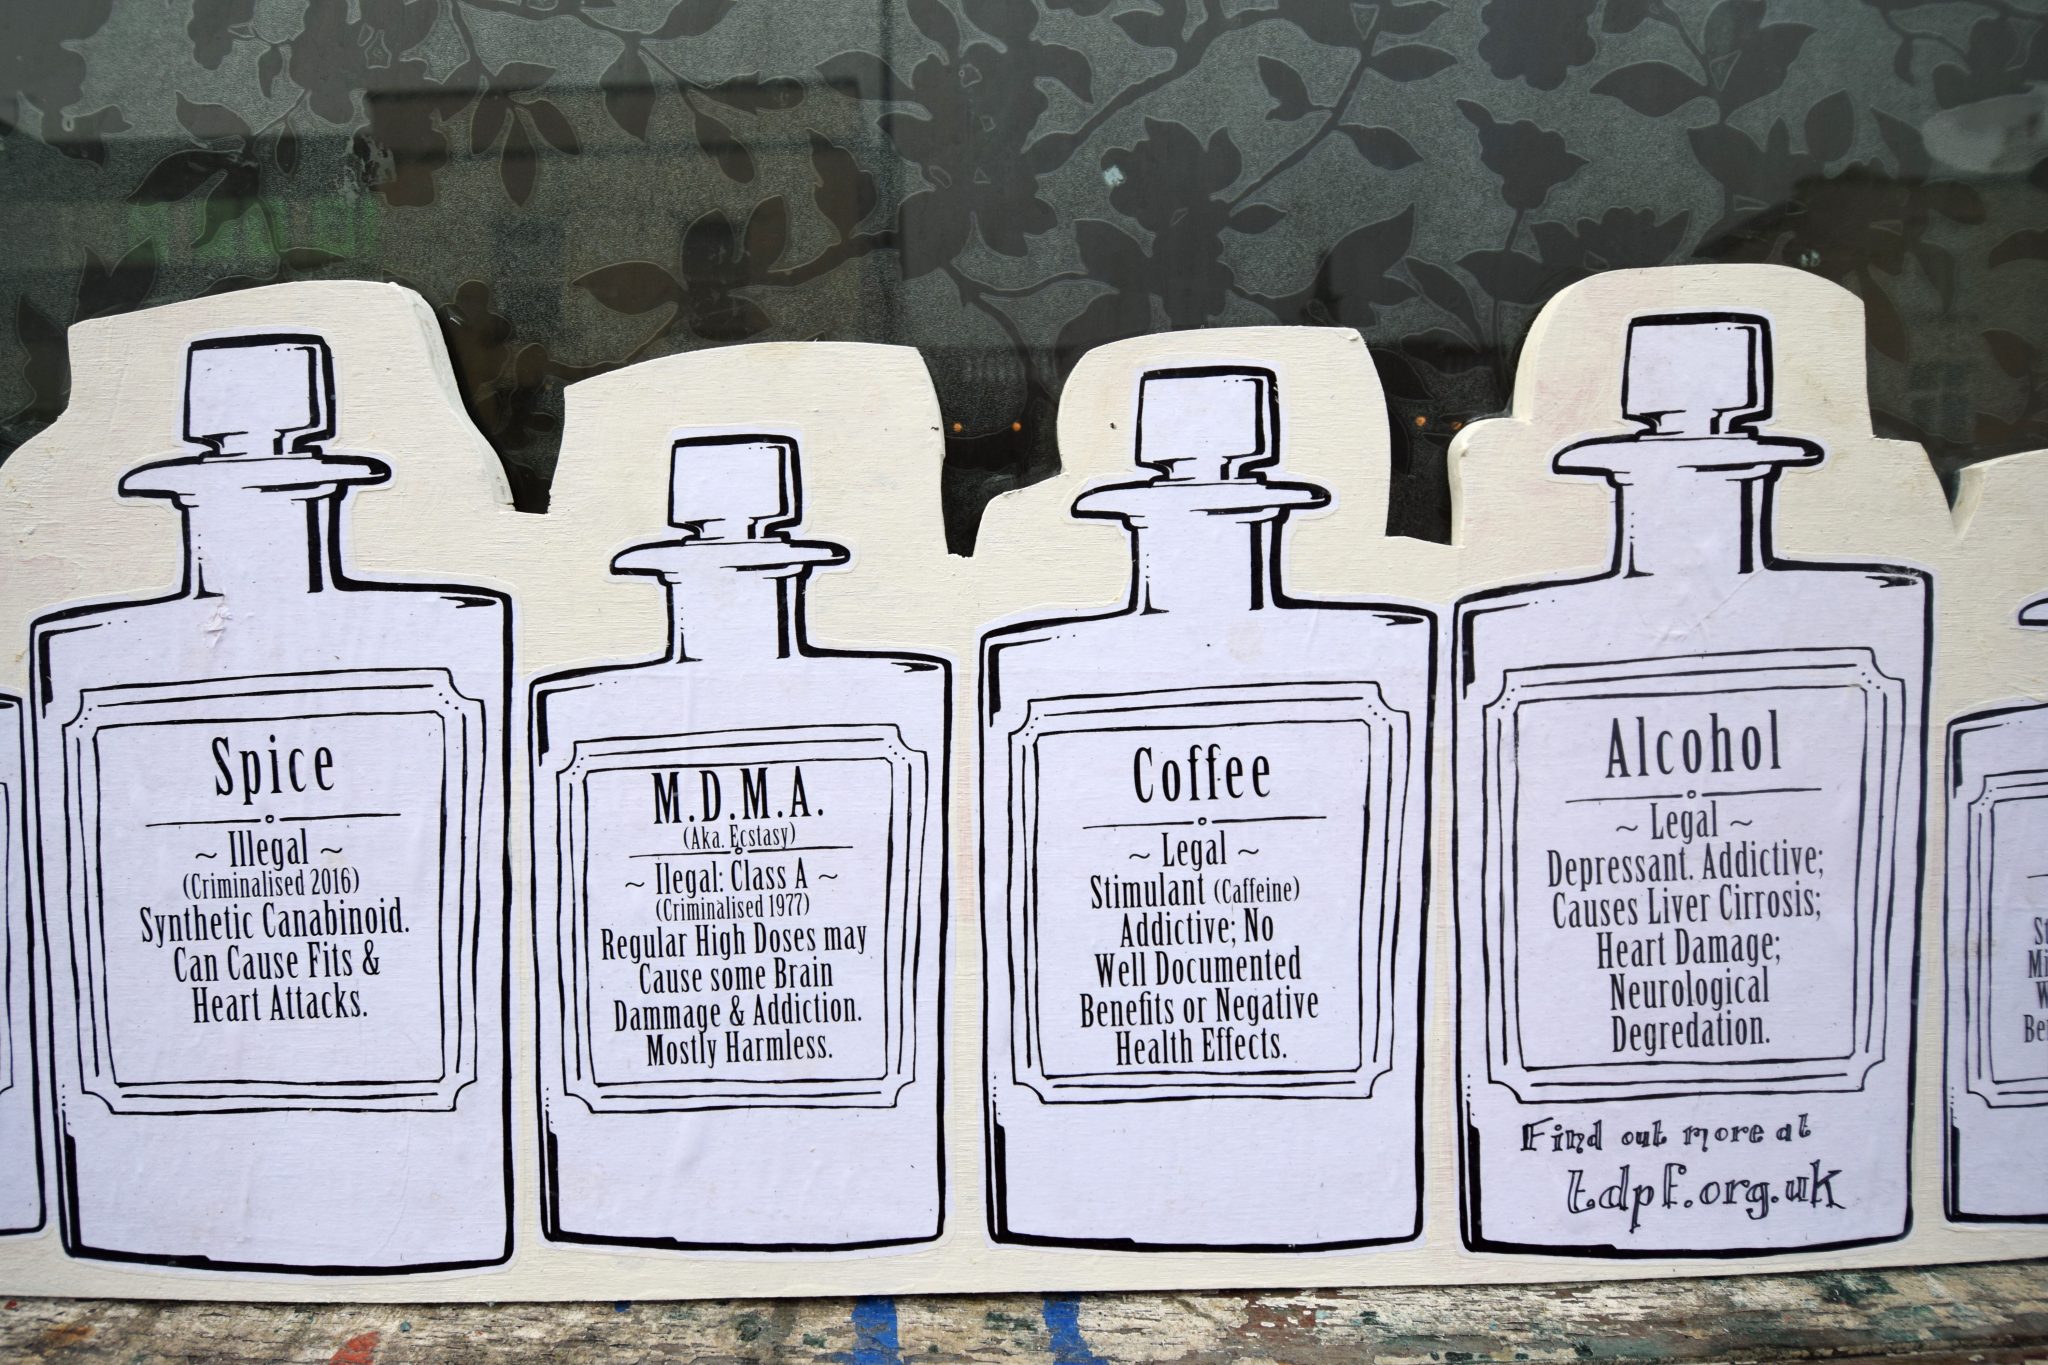 Spice
~ Illegal ~
(Criminalised 2016)
Synthetic Canabinoid.
Can Cause Fits &
Heart Attacks.
M.D.M.A.
(Aka. Ecstasy)
~ Ilegal: Class A ~
(Criminalised 1977)
Regular High Doses may
Cause some Brain
Dammage & Addiction.
Mostly Harmless.
Coffee
~ Legal ~
Stimulant (Caffeine)
Addictive; No
Well Documented
Benefits or Negative
Health Effects.
Alcohol
~ Legal ~
Depressant. Addictive;
Causes Liver Cirrosis;
Heart Damage;
Neurological
Degredation.
Find out more at
tdpf.org.uk